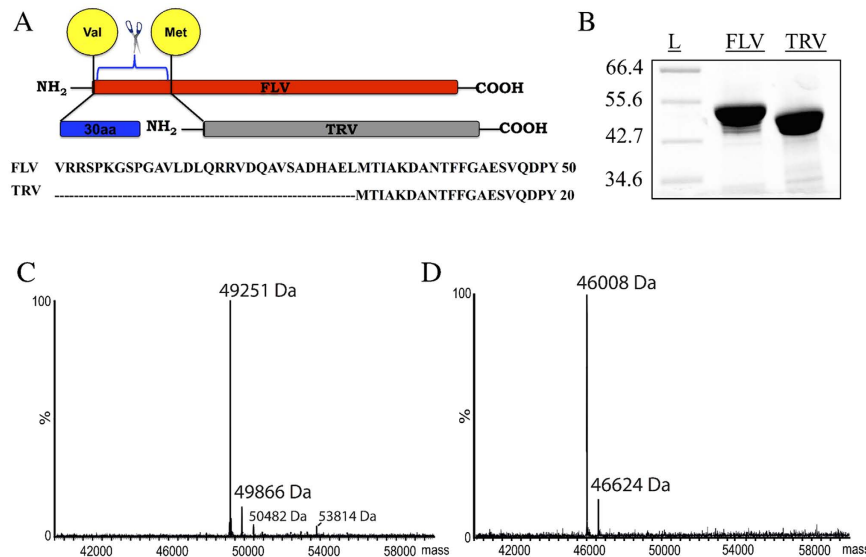 A
Val
Met
NH2
FLV
COOH
30aa
NH2
TRV
COOH
FLV VRRSPKGSPGAVLDLQRRVDQAVSADHAELMTIAKDANTFFGAESVQDPY 50
TRV ------------------------------MTIAKDANTFFGAESVQDPY 20
B
L FLV TRV
66.4
55.6
42.7
34.6
C
49251 Da
100
%
49866 Da
50482 Da
53814 Da
0
42000 46000 50000 54000 58000 mass
D
46008 Da
100
%
46624 Da
0
42000 46000 50000 54000 58000 mass